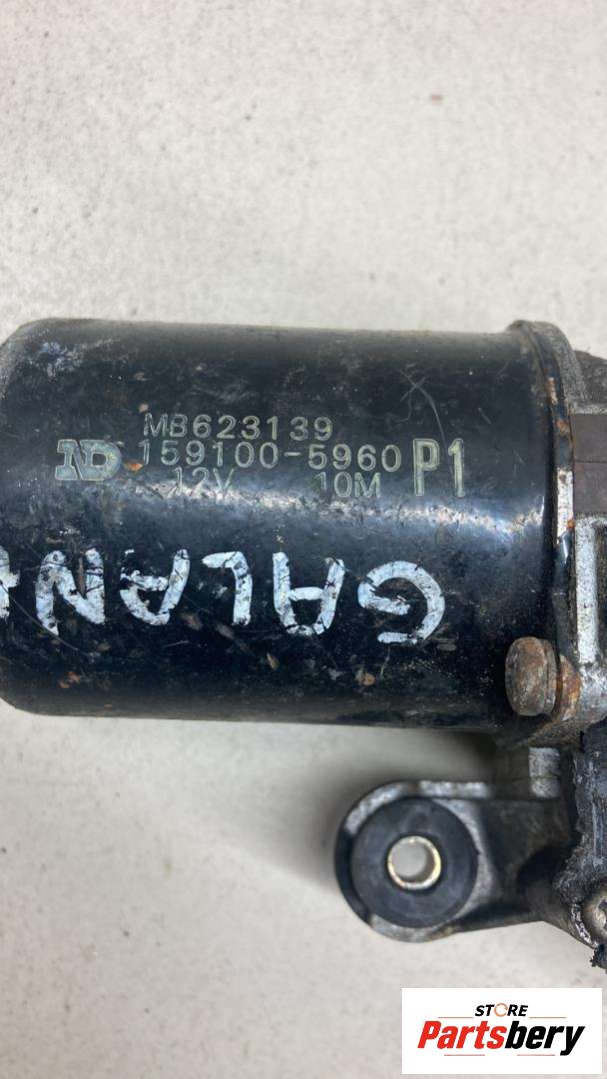 MB623139
ND 159100-5960 P1
12V 10M
GALAN
STORE
Partsbery